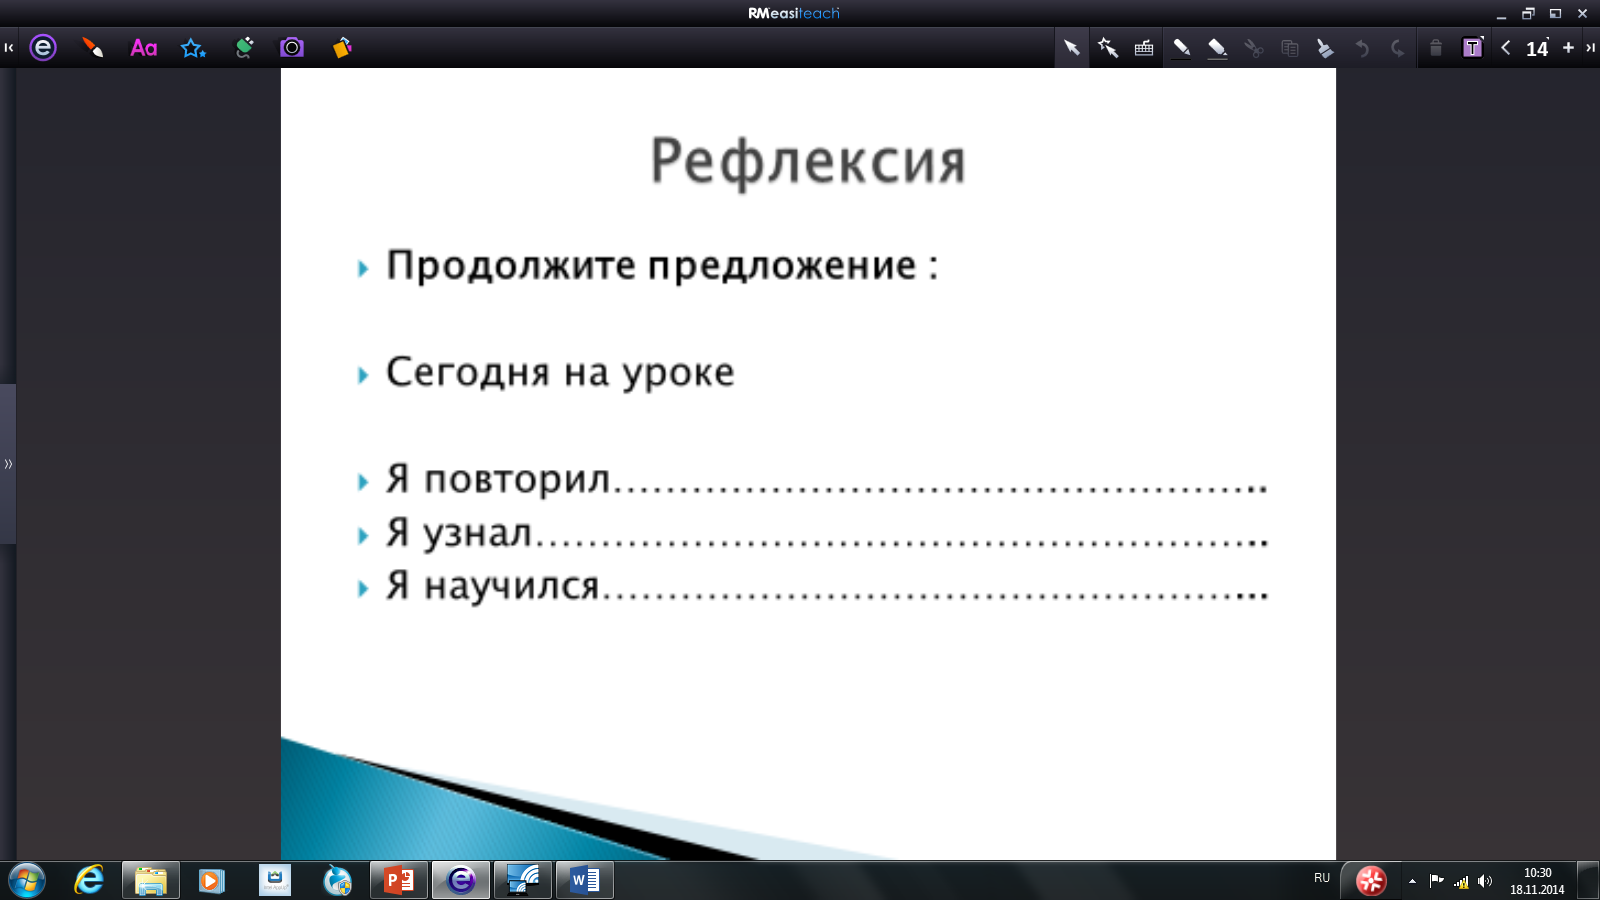 RMeasiteach
Aa
T
14
Рефлексия
Продолжите предложение :
Сегодня на уроке
Я повторил……………………………………………..
Я узнал…………………………………………………..
Я научился……………………………………………...
RU
10:30
18.11.2014